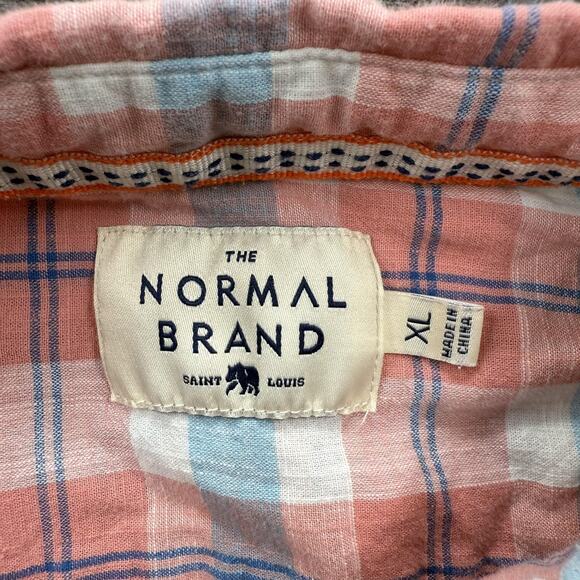 THE
NORMAL
BRAND
SAINT LOUIS
XL
MADE IN
CHINA